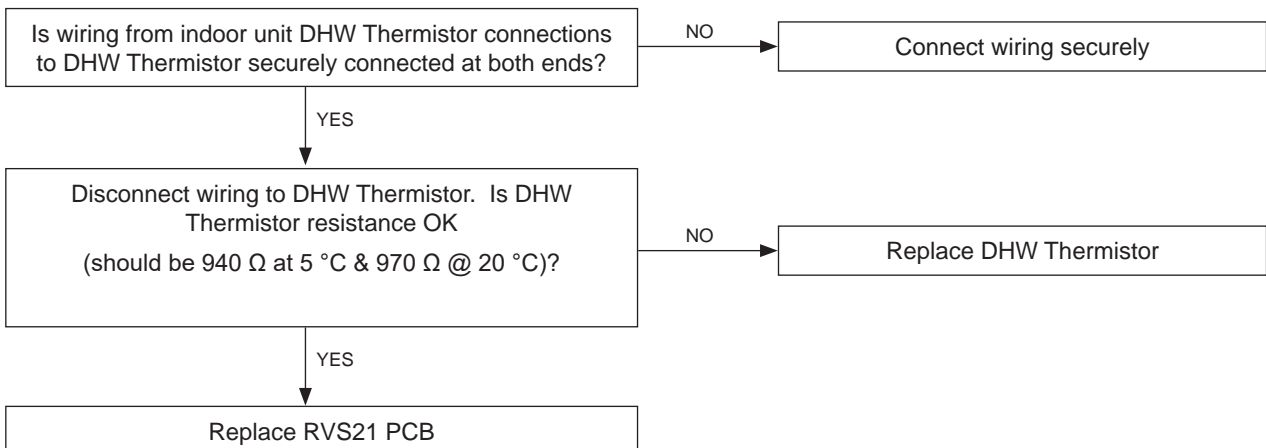 Is wiring from indoor unit DHW Thermistor connections
to DHW Thermistor securely connected at both ends?
NO
Connect wiring securely
YES
Disconnect wiring to DHW Thermistor.  Is DHW
Thermistor resistance OK
(should be 940 Ω at 5 °C & 970 Ω @ 20 °C)?
NO
Replace DHW Thermistor
YES
Replace RVS21 PCB